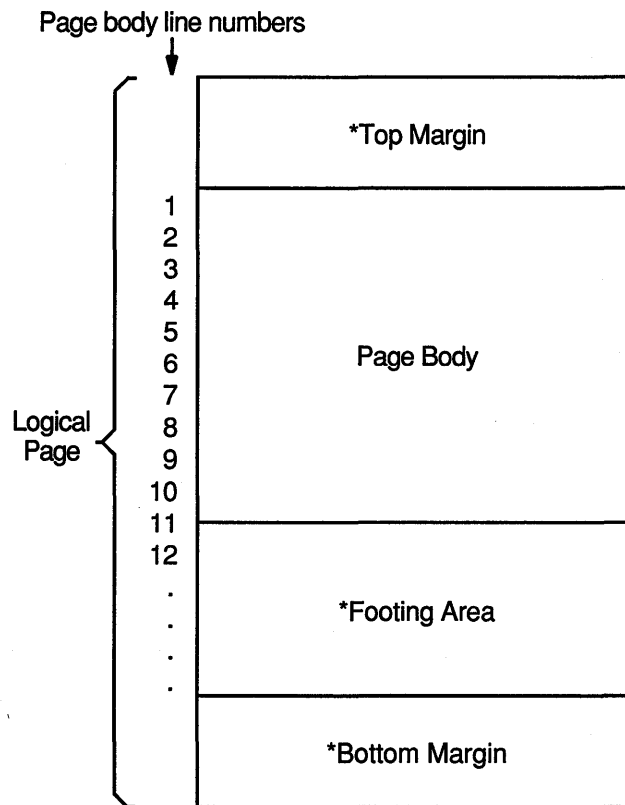 Page body line numbers
*Top Margin
1
2
3
4
5
6
7
8
9
10
11
12
.
.
.
.
Page Body
Logical
Page
*Footing Area
*Bottom Margin